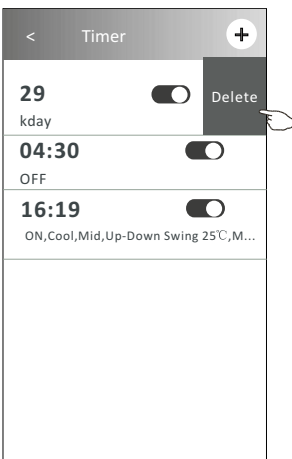 < Timer +
29 Delete
kday
04:30
OFF
16:19
ON,Cool,Mid,Up-Down Swing 25℃,M...